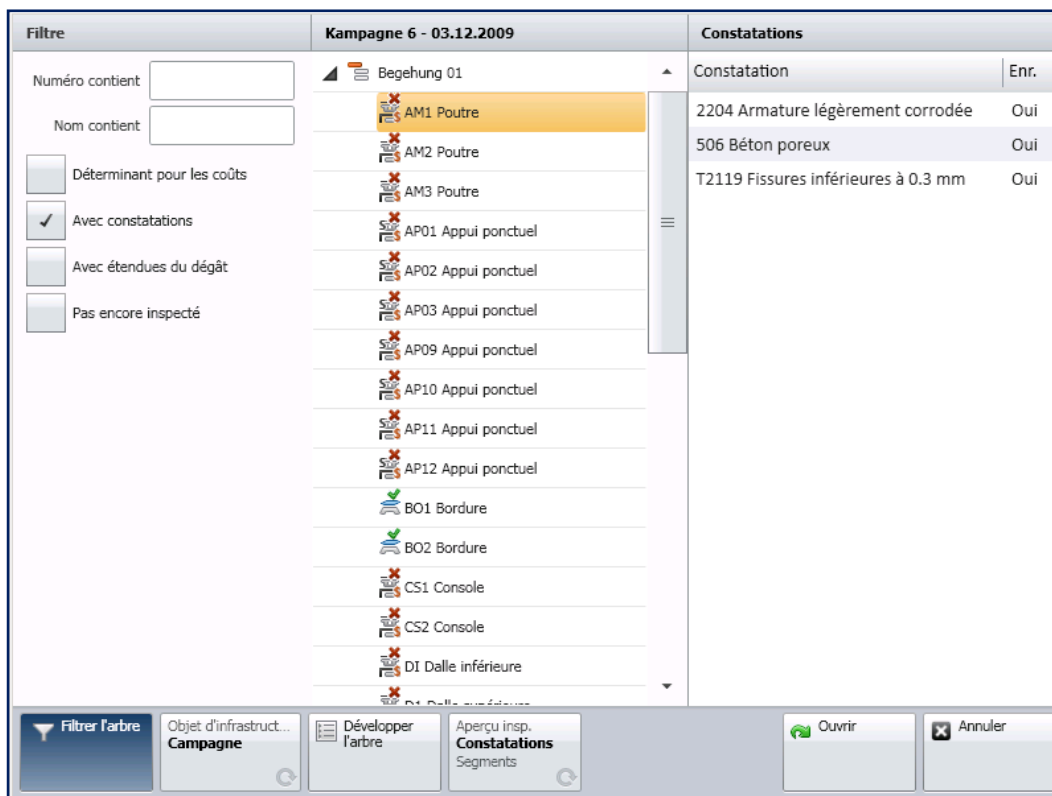 Filtre
Kampagne 6 - 03.12.2009
Constatations
Numéro contient
Nom contient
Déterminant pour les coûts
Avec constatations
Avec étendues du dégât
Pas encore inspecté
Begehung 01
AM1 Poutre
AM2 Poutre
AM3 Poutre
AP01 Appui ponctuel
AP02 Appui ponctuel
AP03 Appui ponctuel
AP09 Appui ponctuel
AP10 Appui ponctuel
AP11 Appui ponctuel
AP12 Appui ponctuel
BO1 Bordure
BO2 Bordure
CS1 Console
CS2 Console
DI Dalle inférieure
Constatation Enr.
2204 Armature légèrement corrodée Oui
506 Béton poreux Oui
T2119 Fissures inférieures à 0.3 mm Oui
Filtrer l'arbre
Objet d'infrastruct...
Campagne
Développer
l'arbre
Aperçu insp.
Constatations
Segments
Ouvrir
Annuler